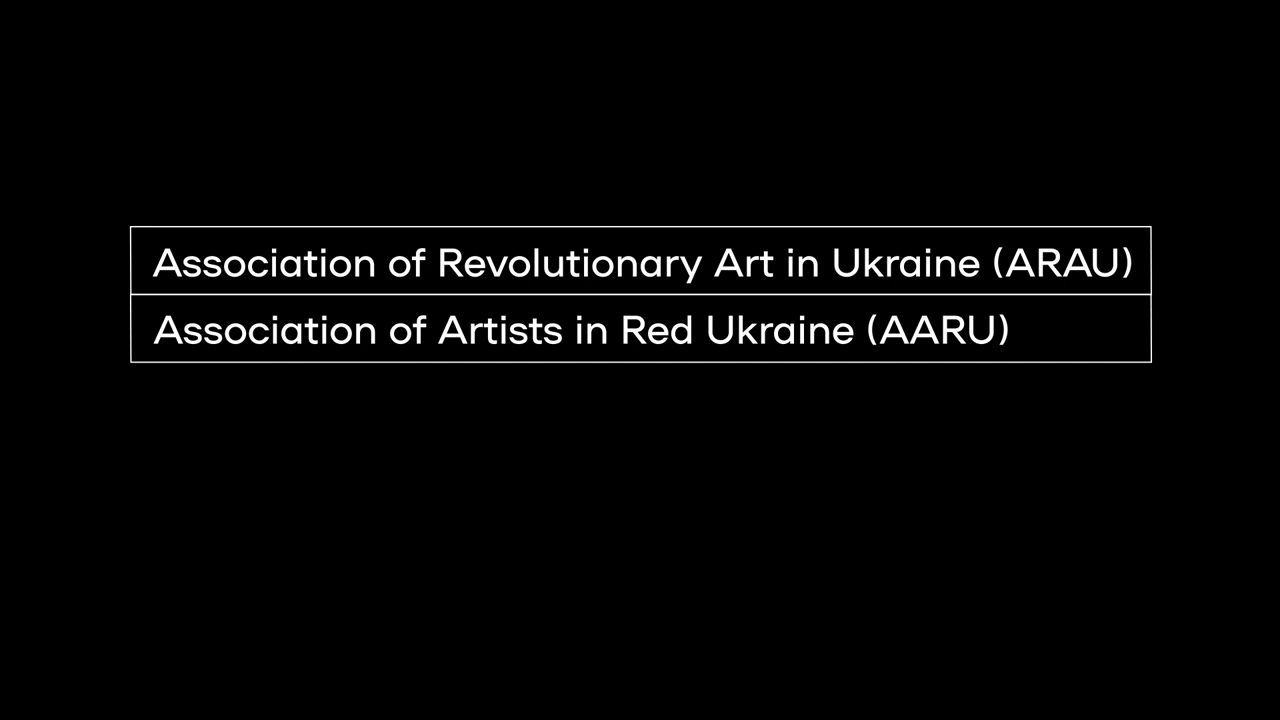 Association of Revolutionary Art in Ukraine (ARAU)
Association of Artists in Red Ukraine (AARU)